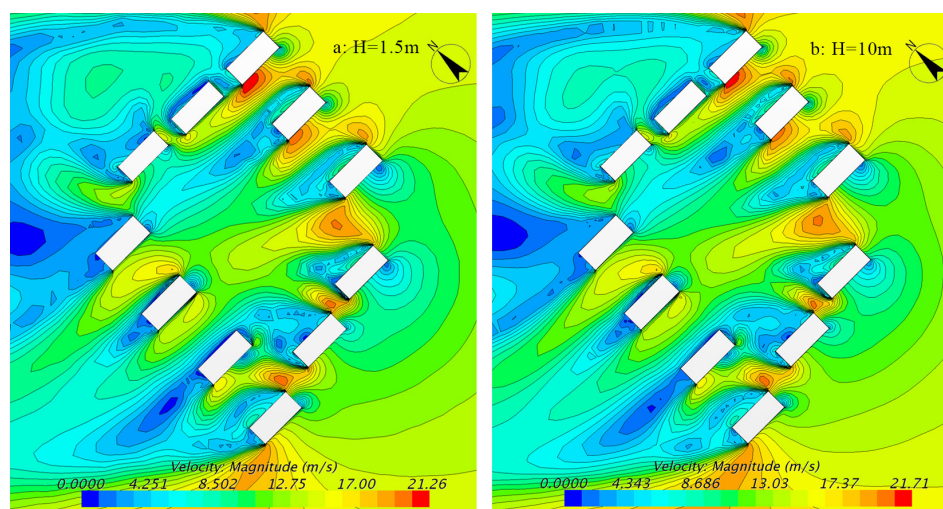 a: H=1.5m
N
Velocity: Magnitude (m/s)
0.0000 4.251 8.502 12.75 17.00 21.26
b: H=10m
N
Velocity: Magnitude (m/s)
0.0000 4.343 8.686 13.03 17.37 21.71